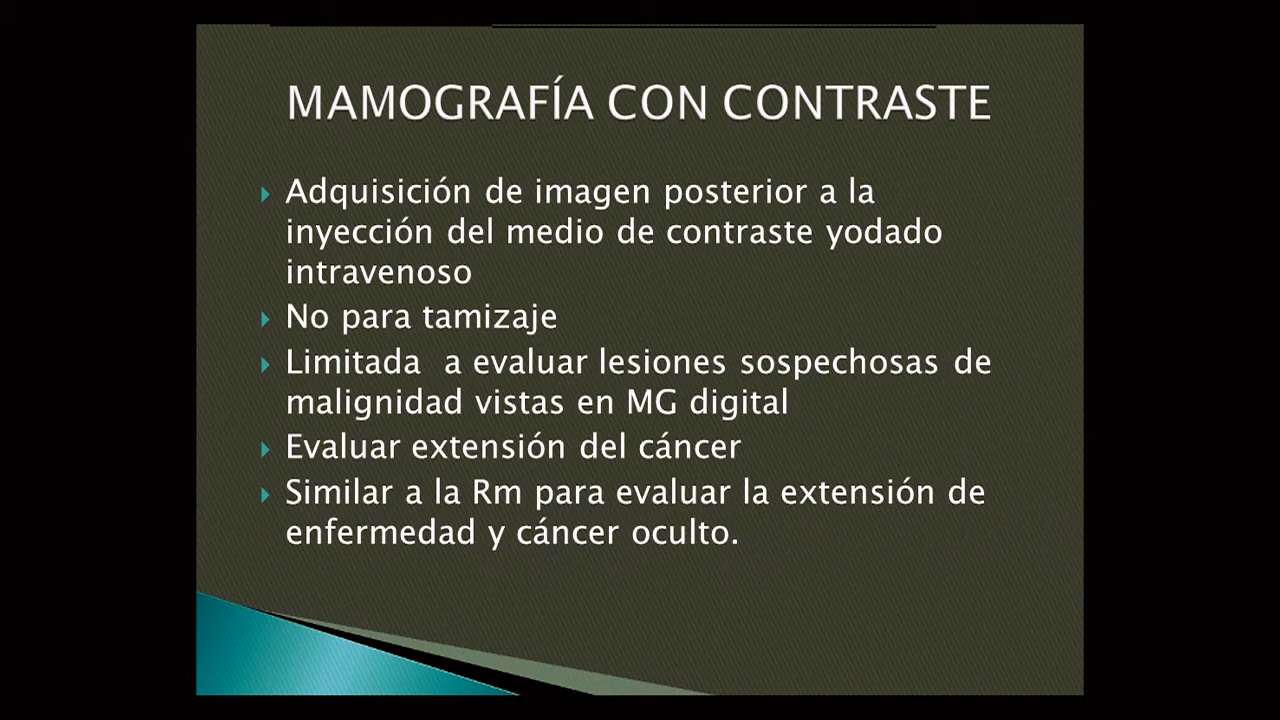 MAMOGRAFÍA CON CONTRASTE
Adquisición de imagen posterior a la
inyección del medio de contraste yodado
intravenoso
No para tamizaje
Limitada a evaluar lesiones sospechosas de
malignidad vistas en MG digital
Evaluar extensión del cáncer
Similar a la Rm para evaluar la extensión de
enfermedad y cáncer oculto.